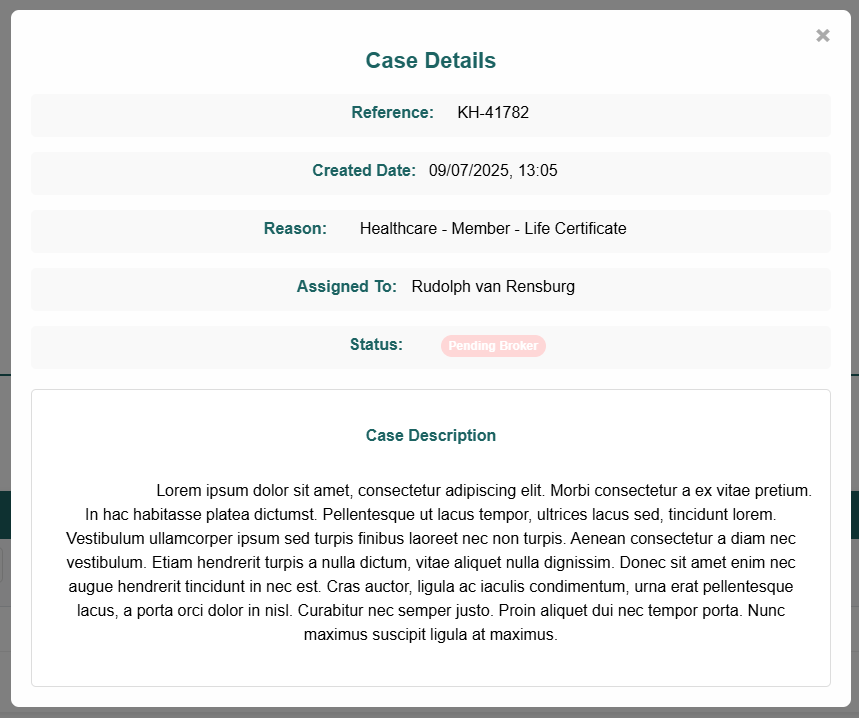 ×
Case Details
Reference: KH-41782
Created Date: 09/07/2025, 13:05
Reason: Healthcare - Member - Life Certificate
Assigned To: Rudolph van Rensburg
Status: Pending Broker
Case Description
Lorem ipsum dolor sit amet, consectetur adipiscing elit. Morbi consectetur a ex vitae pretium.
In hac habitasse platea dictumst. Pellentesque ut lacus tempor, ultrices lacus sed, tincidunt lorem.
Vestibulum ullamcorper ipsum sed turpis finibus laoreet nec non turpis. Aenean consectetur a diam nec
vestibulum. Etiam hendrerit turpis a nulla dictum, vitae aliquet nulla dignissim. Donec sit amet enim nec
augue hendrerit tincidunt in nec est. Cras auctor, ligula ac iaculis condimentum, urna erat pellentesque
lacus, a porta orci dolor in nisl. Curabitur nec semper justo. Proin aliquet dui nec tempor porta. Nunc
maximus suscipit ligula at maximus.